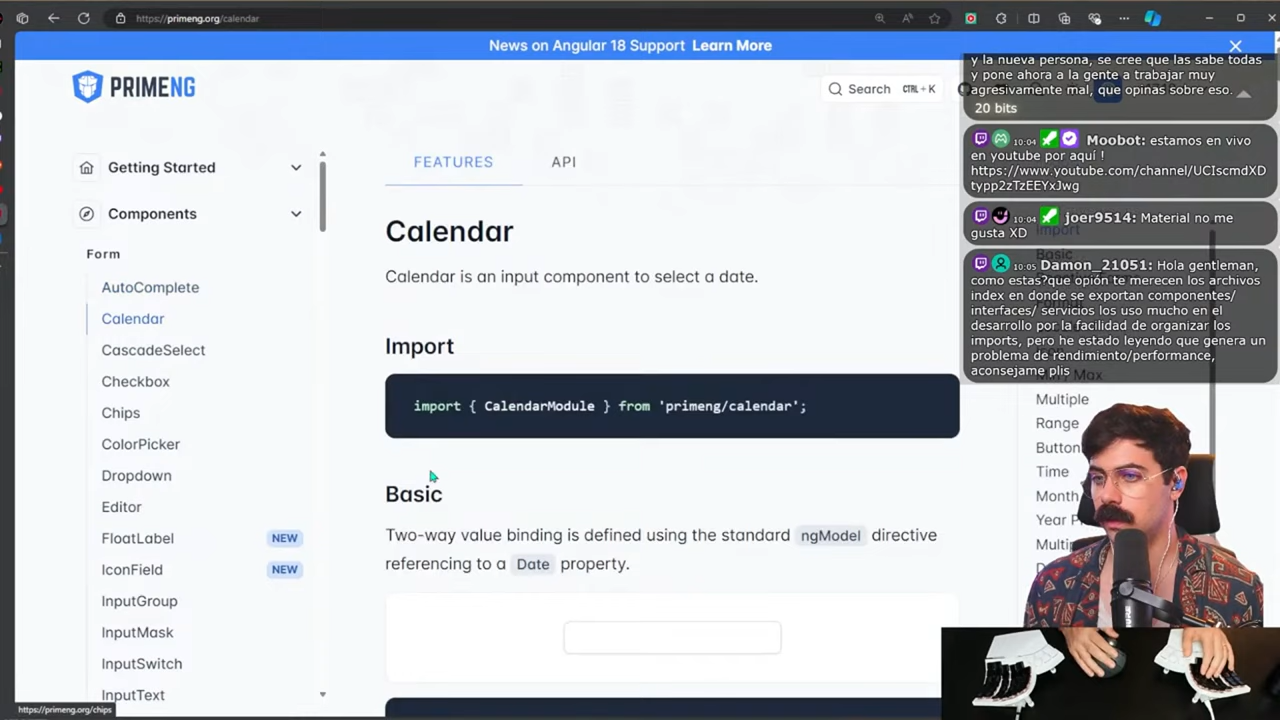 https://primeng.org/calendar
News on Angular 18 Support Learn More
PRIMENG
Search CTRL + K
Getting Started
Components
Form
AutoComplete
Calendar
CascadeSelect
Checkbox
Chips
ColorPicker
Dropdown
Editor
FloatLabel NEW
IconField NEW
InputGroup
InputMask
InputSwitch
InputText
https://primeng.org/chips
FEATURES API
Calendar
Calendar is an input component to select a date.
Import
import { CalendarModule } from 'primeng/calendar';
Basic
Two-way value binding is defined using the standard ngModel directive
referencing to a Date property.
y la nueva persona, se cree que las sabe todas
y pone ahora a la gente a trabajar muy
agresivamente mal, que opinas sobre eso.
20 bits
10:04 Moobot: estamos en vivo
en youtube por aquí !
https://www.youtube.com/channel/UCIscmdXD
typp2zTzEEYxJwg
10:04 joer9514: Material no me
gusta XD
10:05 Damon_21051: Hola gentleman,
como estas?que opión te merecen los archivos
index en donde se exportan componentes/
interfaces/ servicios los uso mucho en el
desarrollo por la facilidad de organizar los
imports, pero he estado leyendo que genera un
problema de rendimiento/performance,
aconsejame plis
Import
Min / Max
Multiple
Range
Button
Time
Month
Year